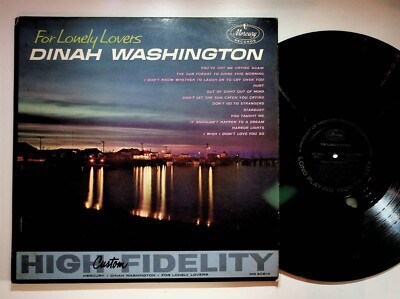 For Lonely Lovers
DINAH WASHINGTON
Mercury
RECORDS
YOU'VE GOT ME CRYING AGAIN
THE SUN FORGOT TO SHINE THIS MORNING
I DON'T KNOW WHETHER TO LAUGH OR TO CRY OVER YOU
HURT
OUT OF SIGHT OUT OF MIND
DON'T LET THE SUN CATCH YOU CRYING
DON'T GO TO STRANGERS
STARDUST
YOU TAUGHT ME
IT SHOULDN'T HAPPEN TO A DREAM
HARBOR LIGHTS
I WISH I DIDN'T LOVE YOU SO
Custom
HIGH FIDELITY
MERCURY • DINAH WASHINGTON • FOR LONELY LOVERS
LONG PLAYING